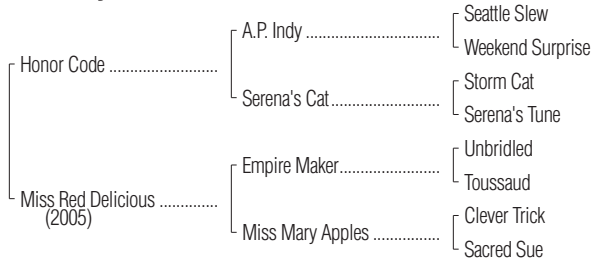 Seattle Slew
A.P. Indy ..............................
Weekend Surprise
Honor Code ........................
Storm Cat
Serena's Cat........................
Serena's Tune
Unbridled
Empire Maker......................
Toussaud
Miss Red Delicious .............
(2005)
Clever Trick
Miss Mary Apples ...............
Sacred Sue